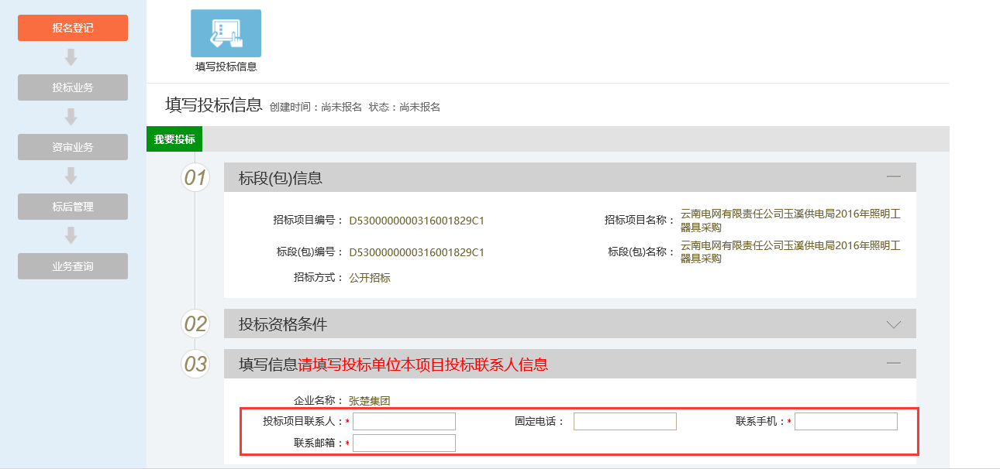 报名登记
投标业务
资审业务
标后管理
业务查询
填写投标信息
填写投标信息 创建时间：尚未报名 状态：尚未报名
我要投标
01 标段(包)信息
招标项目编号： D5300000000316001829C1 招标项目名称： 云南电网有限责任公司玉溪供电局2016年照明工
器具采购
标段(包)编号： D5300000000316001829C1 标段(包)名称： 云南电网有限责任公司玉溪供电局2016年照明工
器具采购
招标方式： 公开招标
02 投标资格条件
03 填写信息请填写投标单位本项目投标联系人信息
企业名称： 张楚集团
投标项目联系人：* 固定电话： 联系手机：*
联系邮箱：*